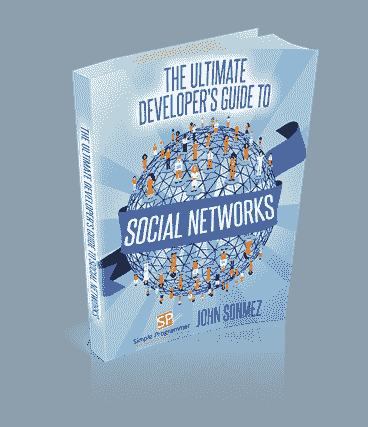 THE ULTIMATE
DEVELOPER'S GUIDE TO
SOCIAL NETWORKS
SP
Simple Programmer
JOHN SONMEZ
THE ULTIMATE DEVELOPER'S GUIDE TO SOCIAL NETWORKS